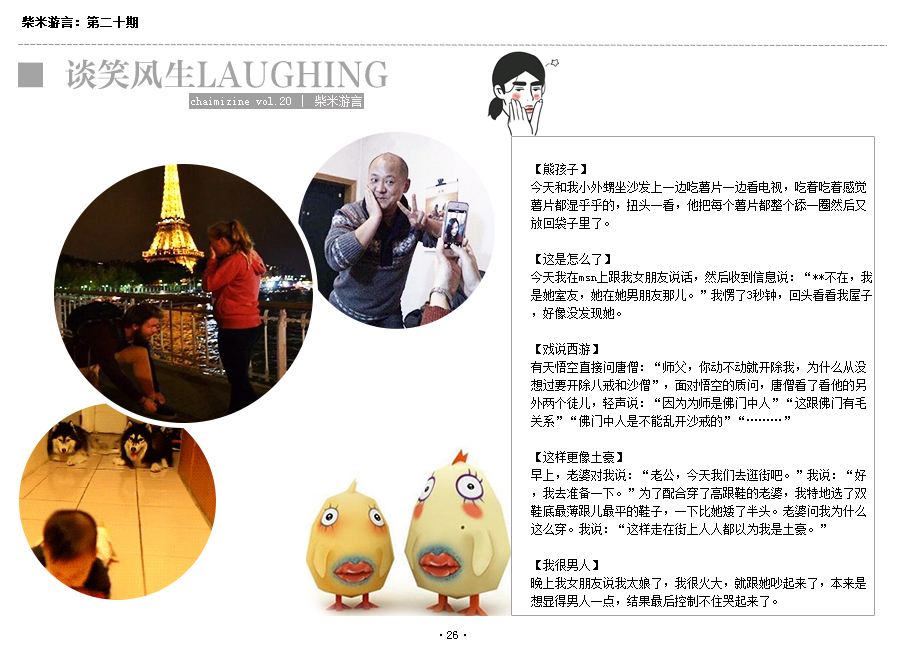 柴米游言：第二十期
谈笑风生LAUGHING
chaimizine vol.20 | 柴米游言
【熊孩子】
今天和我小外甥坐沙发上一边吃薯片一边看电视，吃着吃着感觉
薯片都湿乎乎的，扭头一看，他把每个薯片都整个舔一圈然后又
放回袋子里了。
【这是怎么了】
今天我在msn上跟我女朋友说话，然后收到信息说：“**不在，我
是她室友，她在她男朋友那儿。”我愣了3秒钟，回头看看我屋子
，好像没发现她。
【戏说西游】
有天悟空直接问唐僧：“师父，你动不动就开除我，为什么从没
想过要开除八戒和沙僧”，面对悟空的质问，唐僧看了看他的另
外两个徒儿，轻声说：“因为为师是佛门中人”“这跟佛门有毛
关系”“佛门中人是不能乱开沙戒的”“………”
【这样更像土豪】
早上，老婆对我说：“老公，今天我们去逛街吧。”我说：“好
，我去准备一下。”为了配合穿了高跟鞋的老婆，我特地选了双
鞋底最薄跟儿最平的鞋子，一下比她矮了半头。老婆问我为什么
这么穿。我说：“这样走在街上人人都以为我是土豪。”
【我很男人】
晚上我女朋友说我太娘了，我很火大，就跟她吵起来了，本来是
想显得男人一点，结果最后控制不住哭起来了。
·26·